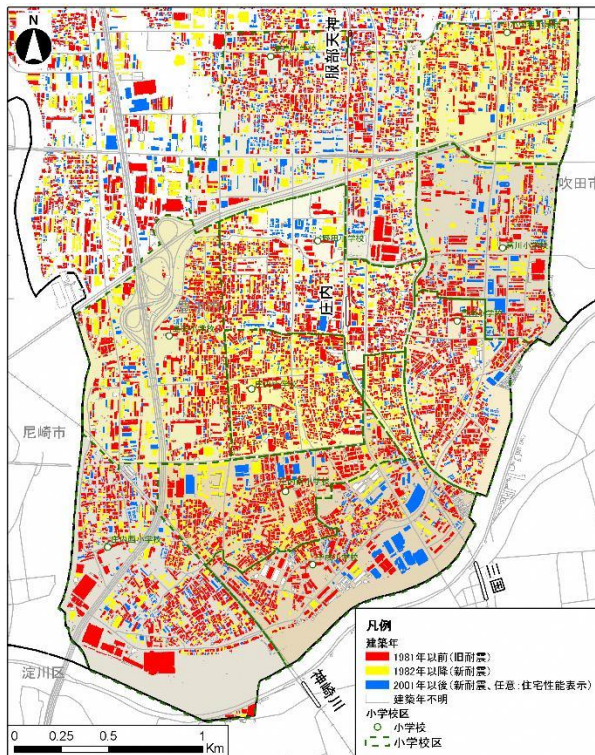 N
服部天神
吹田市
庄内
尼崎市
三国
淀川区
神崎川
凡例
建築年
1981年以前(旧耐震)
1982年以降(新耐震)
2001年以後(新耐震、任意:住宅性能表示)
建築年不明
小学校区
小学校
小学校区
0 0.25 0.5 1
Km